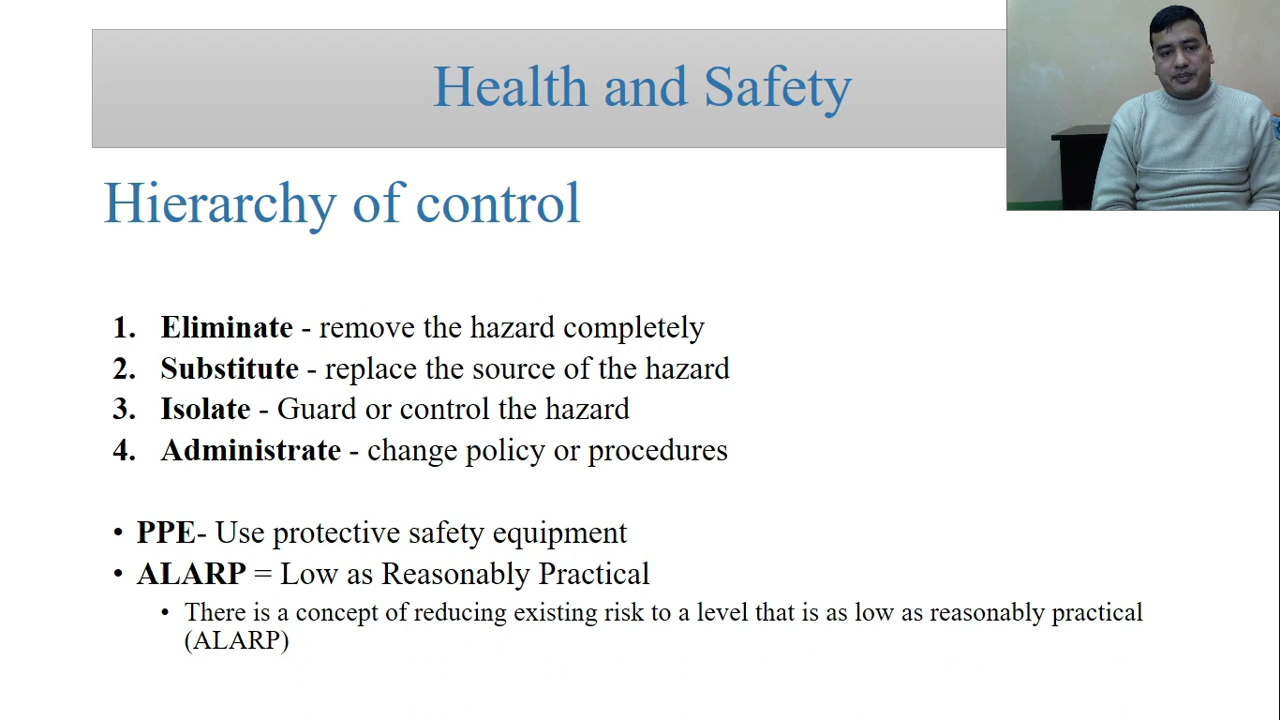 Health and Safety
Hierarchy of control
1. Eliminate - remove the hazard completely
2. Substitute - replace the source of the hazard
3. Isolate - Guard or control the hazard
4. Administrate - change policy or procedures
• PPE- Use protective safety equipment
• ALARP = Low as Reasonably Practical
• There is a concept of reducing existing risk to a level that is as low as reasonably practical
(ALARP)